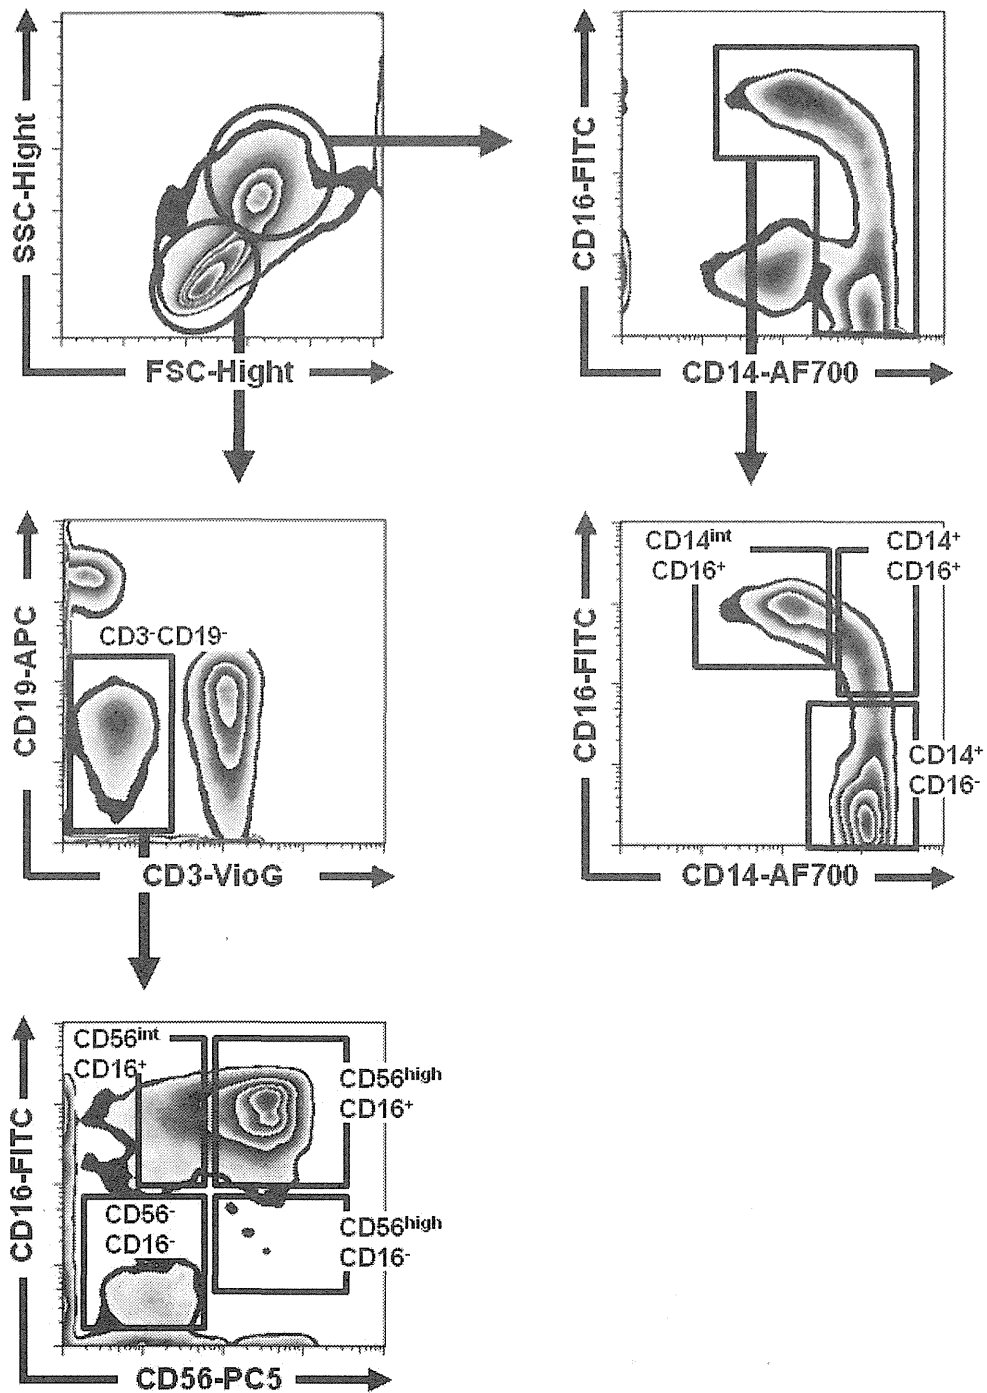 SSC-Hight
FSC-Hight
CD16-FITC
CD14-AF700
CD19-APC
CD3⁻CD19⁻
CD3-VioG
CD16-FITC
CD14ⁱⁿᵗ
CD16⁺
CD14⁺
CD16⁺
CD14⁺
CD16⁻
CD14-AF700
CD16-FITC
CD56ⁱⁿᵗ
CD16⁺
CD56ʰⁱᵍʰ
CD16⁺
CD56⁻
CD16⁻
CD56ʰⁱᵍʰ
CD16⁻
CD56-PC5